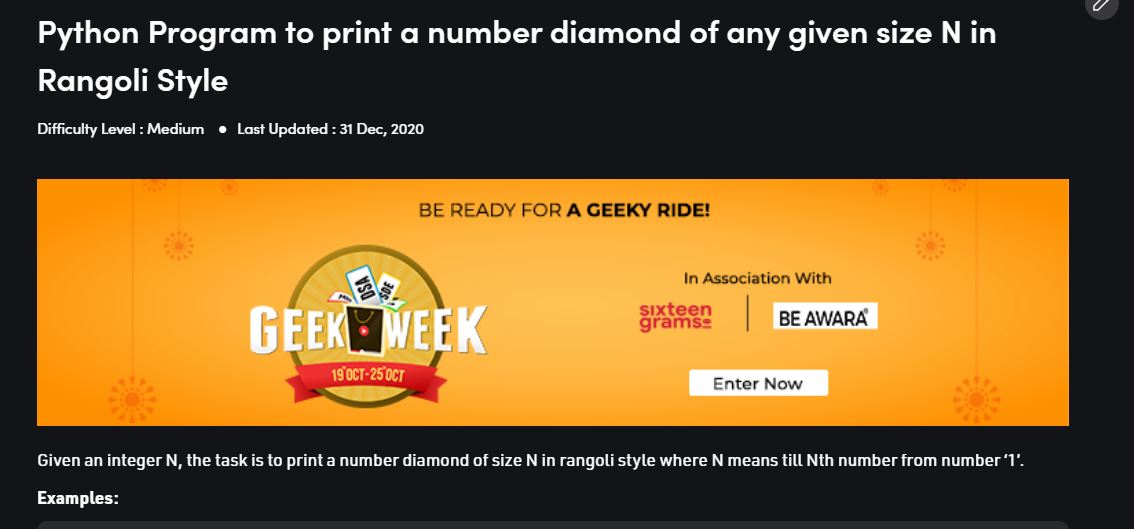 Python Program to print a number diamond of any given size N in
Rangoli Style
Difficulty Level : Medium ● Last Updated : 31 Dec, 2020
BE READY FOR A GEEKY RIDE!
DSA
SDE
GEEK WEEK
19 OCT-25 OCT
In Association With
sixteen
grams
BE AWARA
Enter Now
Given an integer N, the task is to print a number diamond of size N in rangoli style where N means till Nth number from number ‘1’.
Examples: